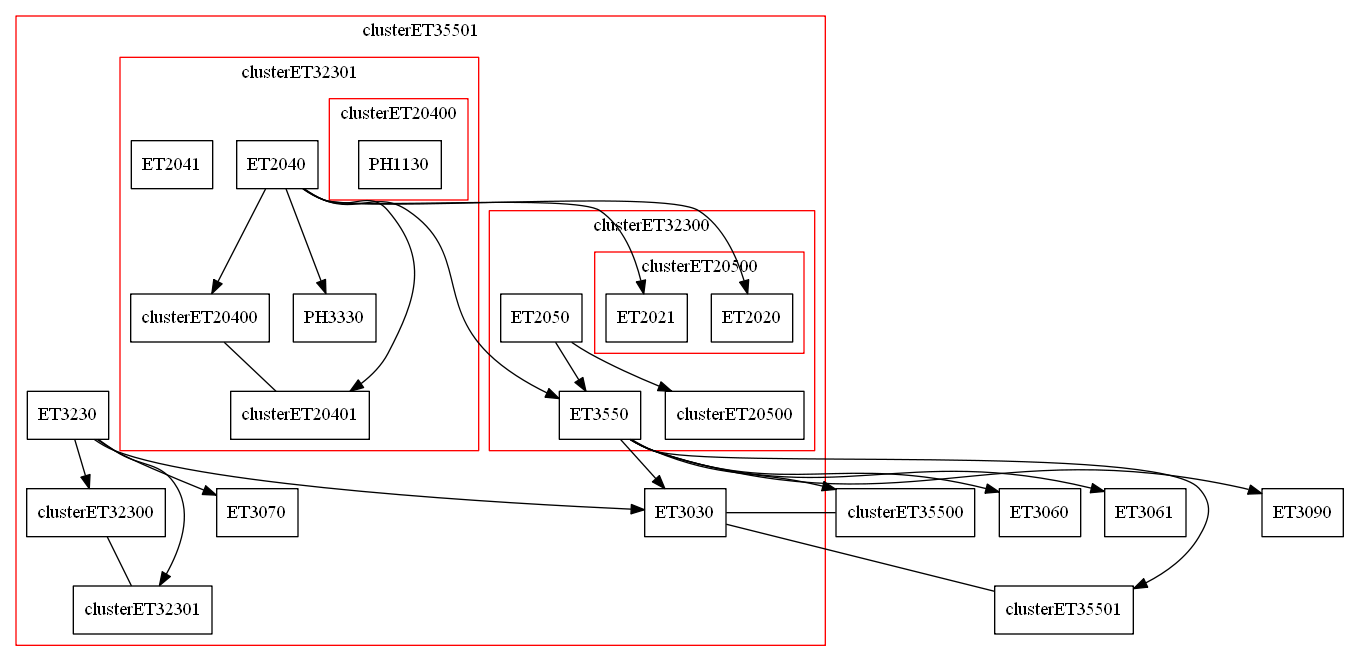 clusterET35501
clusterET32301
clusterET20400
ET2041
ET2040
PH1130
clusterET32300
clusterET20500
clusterET20400
PH3330
ET2050
ET2021
ET2020
ET3230
clusterET20401
ET3550
clusterET20500
clusterET32300
ET3070
ET3030
clusterET35500
ET3060
ET3061
ET3090
clusterET32301
clusterET35501